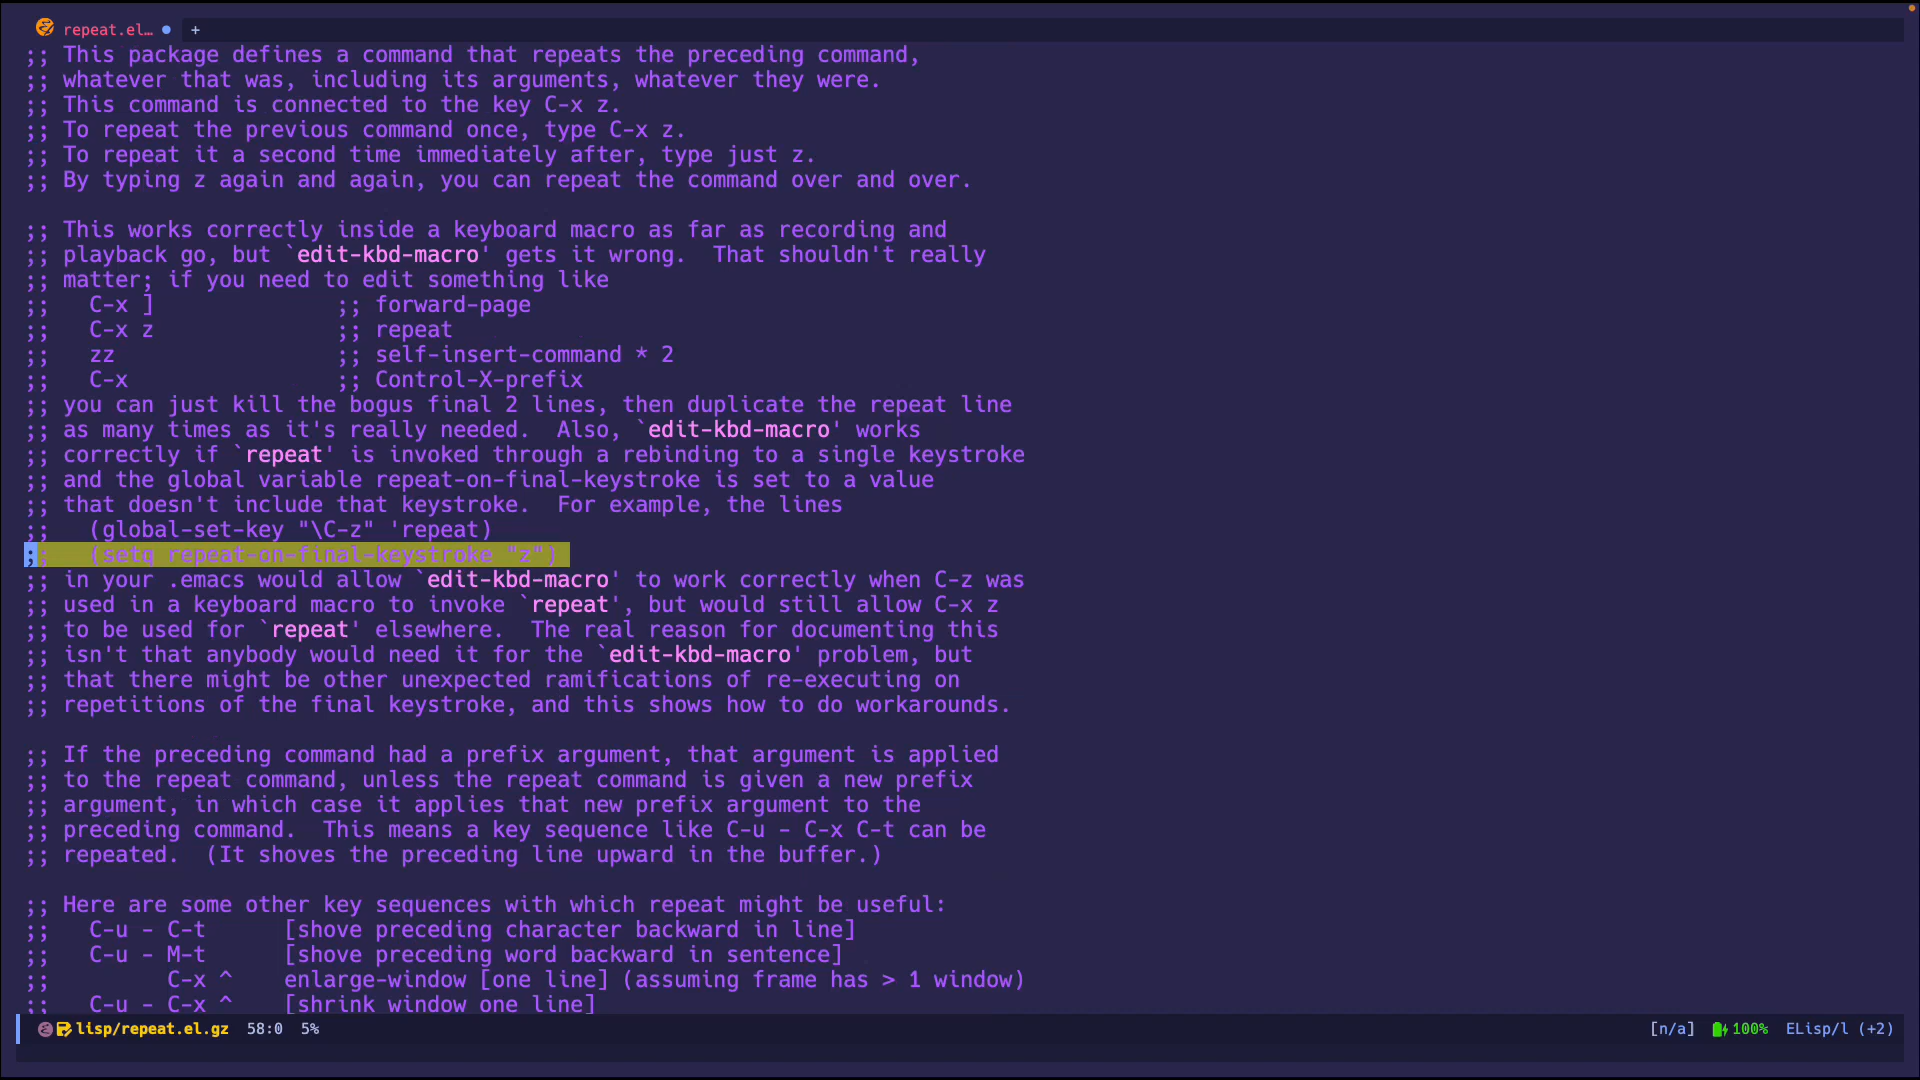 repeat.el… +
;; This package defines a command that repeats the preceding command,
;; whatever that was, including its arguments, whatever they were.
;; This command is connected to the key C-x z.
;; To repeat the previous command once, type C-x z.
;; To repeat it a second time immediately after, type just z.
;; By typing z again and again, you can repeat the command over and over.
;; This works correctly inside a keyboard macro as far as recording and
;; playback go, but `edit-kbd-macro' gets it wrong.  That shouldn't really
;; matter; if you need to edit something like
;;   C-x ]              ;; forward-page
;;   C-x z              ;; repeat
;;   zz                 ;; self-insert-command * 2
;;   C-x                ;; Control-X-prefix
;; you can just kill the bogus final 2 lines, then duplicate the repeat line
;; as many times as it's really needed.  Also, `edit-kbd-macro' works
;; correctly if `repeat' is invoked through a rebinding to a single keystroke
;; and the global variable repeat-on-final-keystroke is set to a value
;; that doesn't include that keystroke.  For example, the lines
;;   (global-set-key "\C-z" 'repeat)
;;   (setq repeat-on-final-keystroke "z")
;; in your .emacs would allow `edit-kbd-macro' to work correctly when C-z was
;; used in a keyboard macro to invoke `repeat', but would still allow C-x z
;; to be used for `repeat' elsewhere.  The real reason for documenting this
;; isn't that anybody would need it for the `edit-kbd-macro' problem, but
;; that there might be other unexpected ramifications of re-executing on
;; repetitions of the final keystroke, and this shows how to do workarounds.
;; If the preceding command had a prefix argument, that argument is applied
;; to the repeat command, unless the repeat command is given a new prefix
;; argument, in which case it applies that new prefix argument to the
;; preceding command.  This means a key sequence like C-u - C-x C-t can be
;; repeated.  (It shoves the preceding line upward in the buffer.)
;; Here are some other key sequences with which repeat might be useful:
;;   C-u - C-t      [shove preceding character backward in line]
;;   C-u - M-t      [shove preceding word backward in sentence]
;;         C-x ^    enlarge-window [one line] (assuming frame has > 1 window)
;;   C-u - C-x ^    [shrink window one line]
lisp/repeat.el.gz 58:0 5% [n/a] 100% ELisp/l (+2)